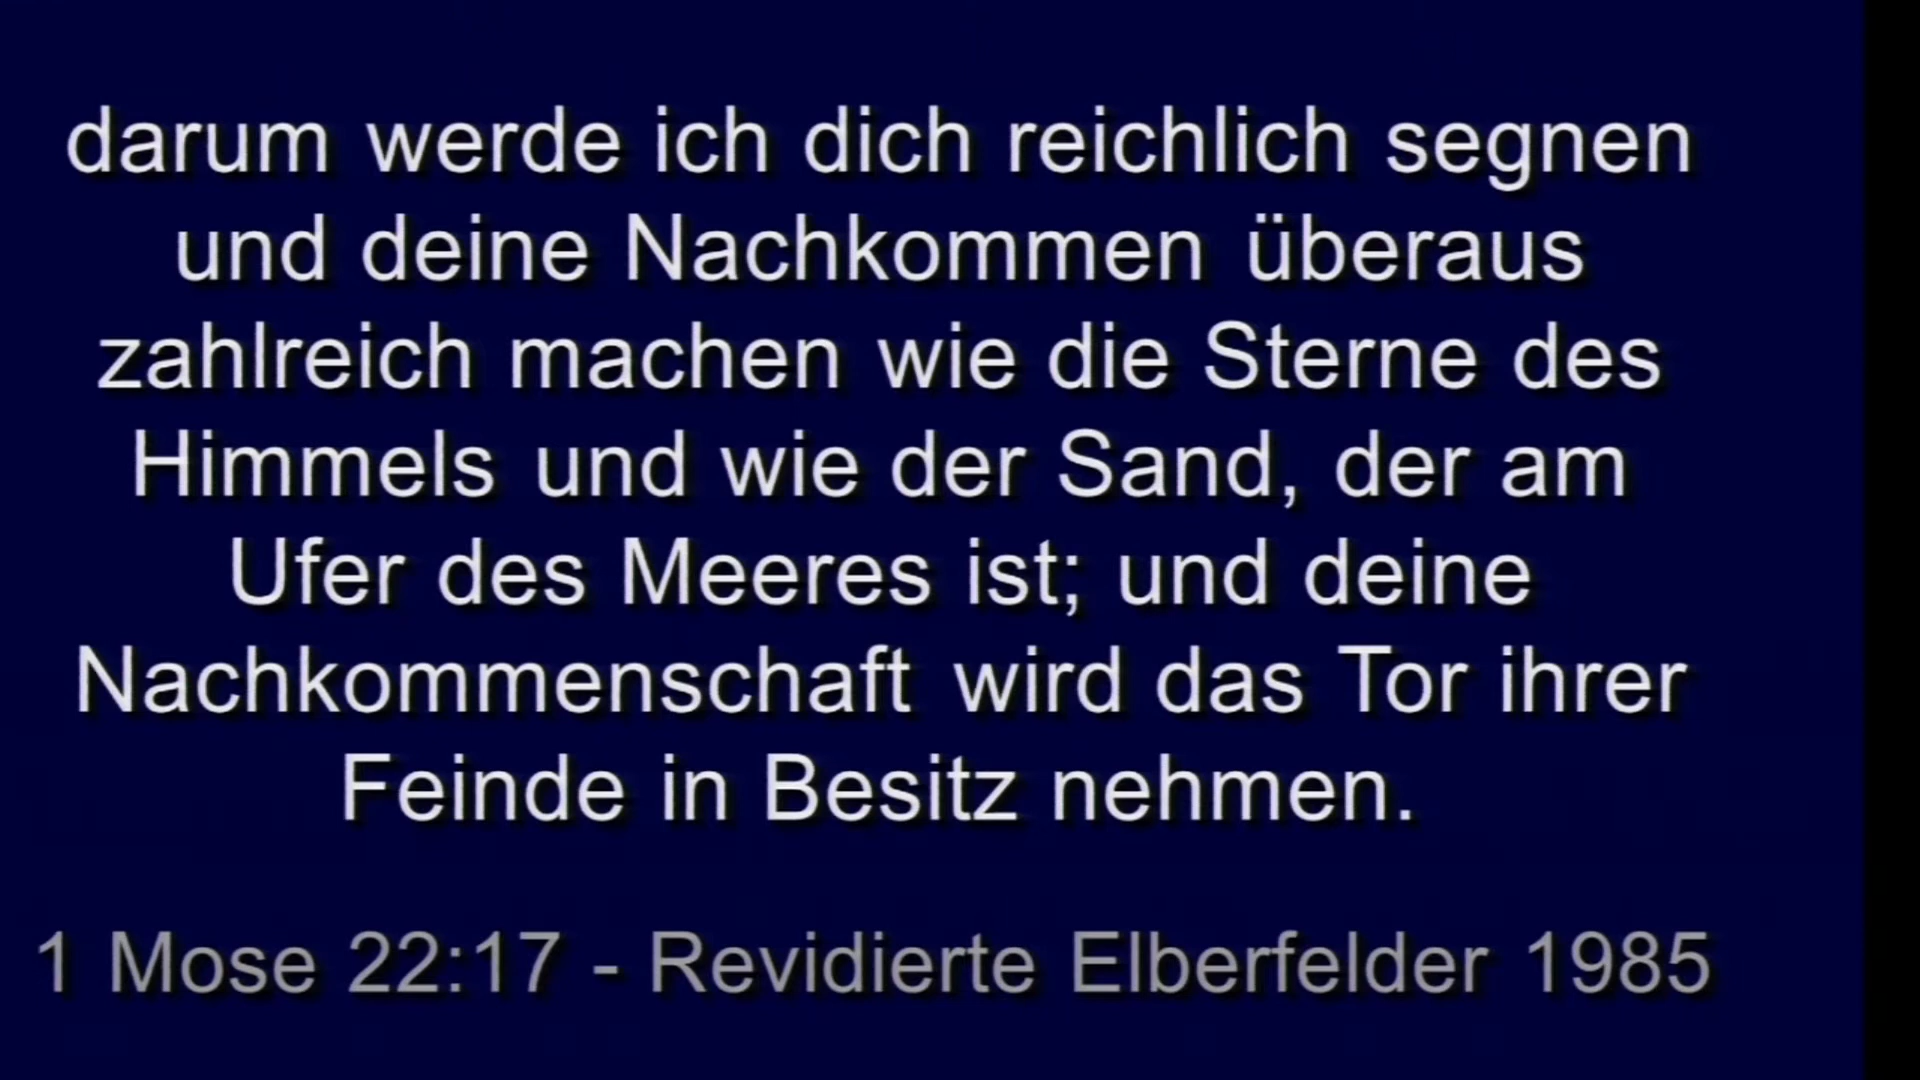 darum werde ich dich reichlich segnen
und deine Nachkommen überaus
zahlreich machen wie die Sterne des
Himmels und wie der Sand, der am
Ufer des Meeres ist; und deine
Nachkommenschaft wird das Tor ihrer
Feinde in Besitz nehmen.
1 Mose 22:17 - Revidierte Elberfelder 1985